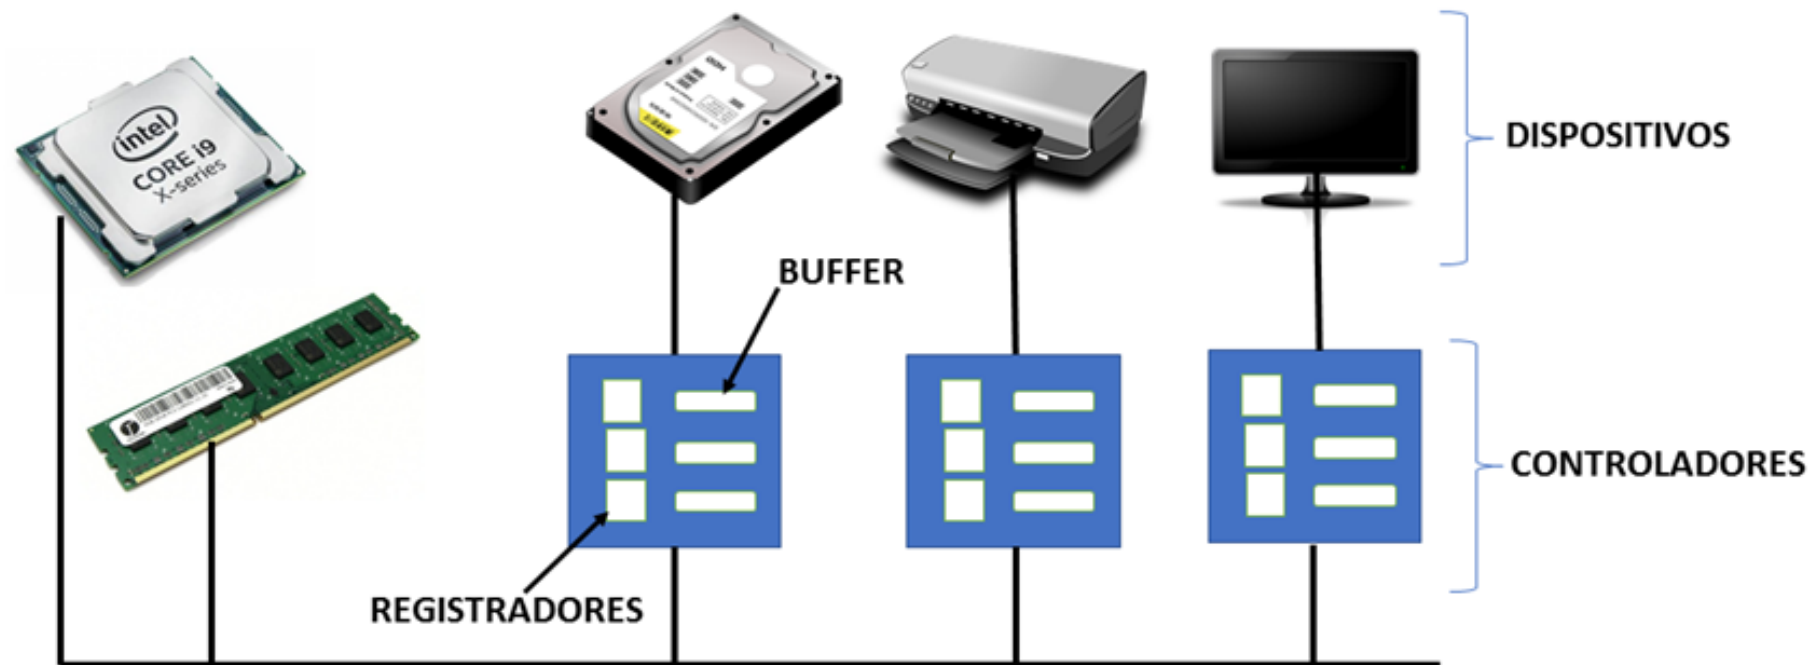 intel
CORE i9
X-series
DISPOSITIVOS
BUFFER
CONTROLADORES
REGISTRADORES